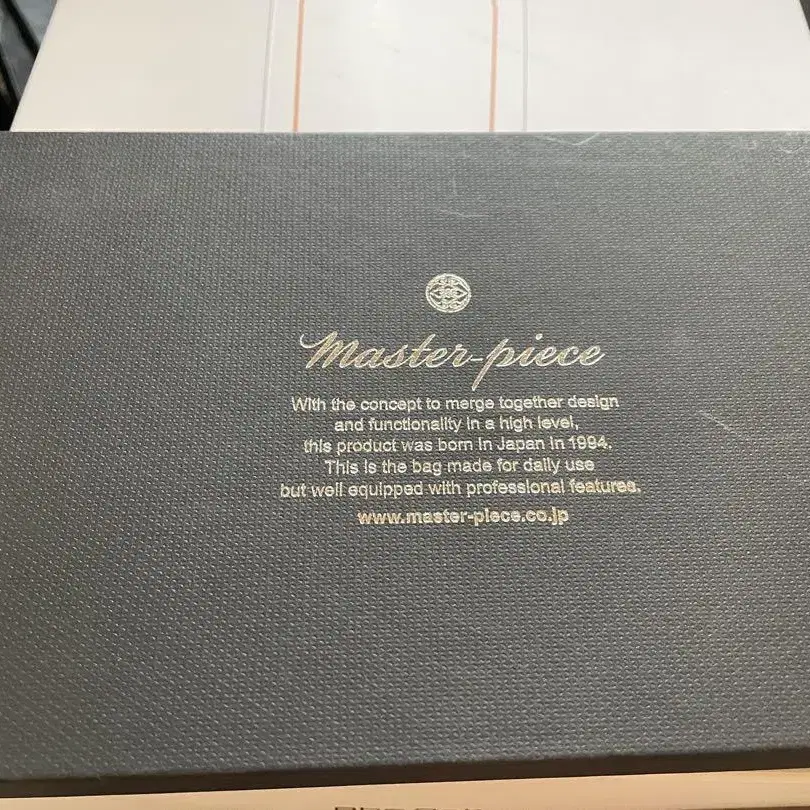 Master-piece
With the concept to merge together design
and functionality in a high level,
this product was born in Japan in 1994.
This is the bag made for daily use
but well equipped with professional features.
www.master-piece.co.jp